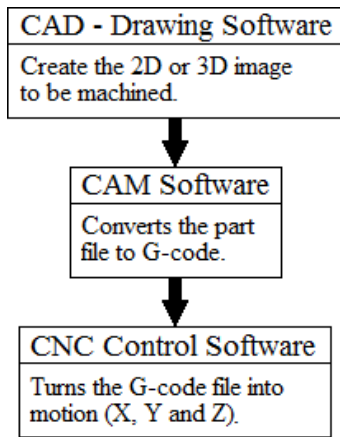 CAD - Drawing Software
Create the 2D or 3D image
to be machined.
CAM Software
Converts the part
file to G-code.
CNC Control Software
Turns the G-code file into
motion (X, Y and Z).